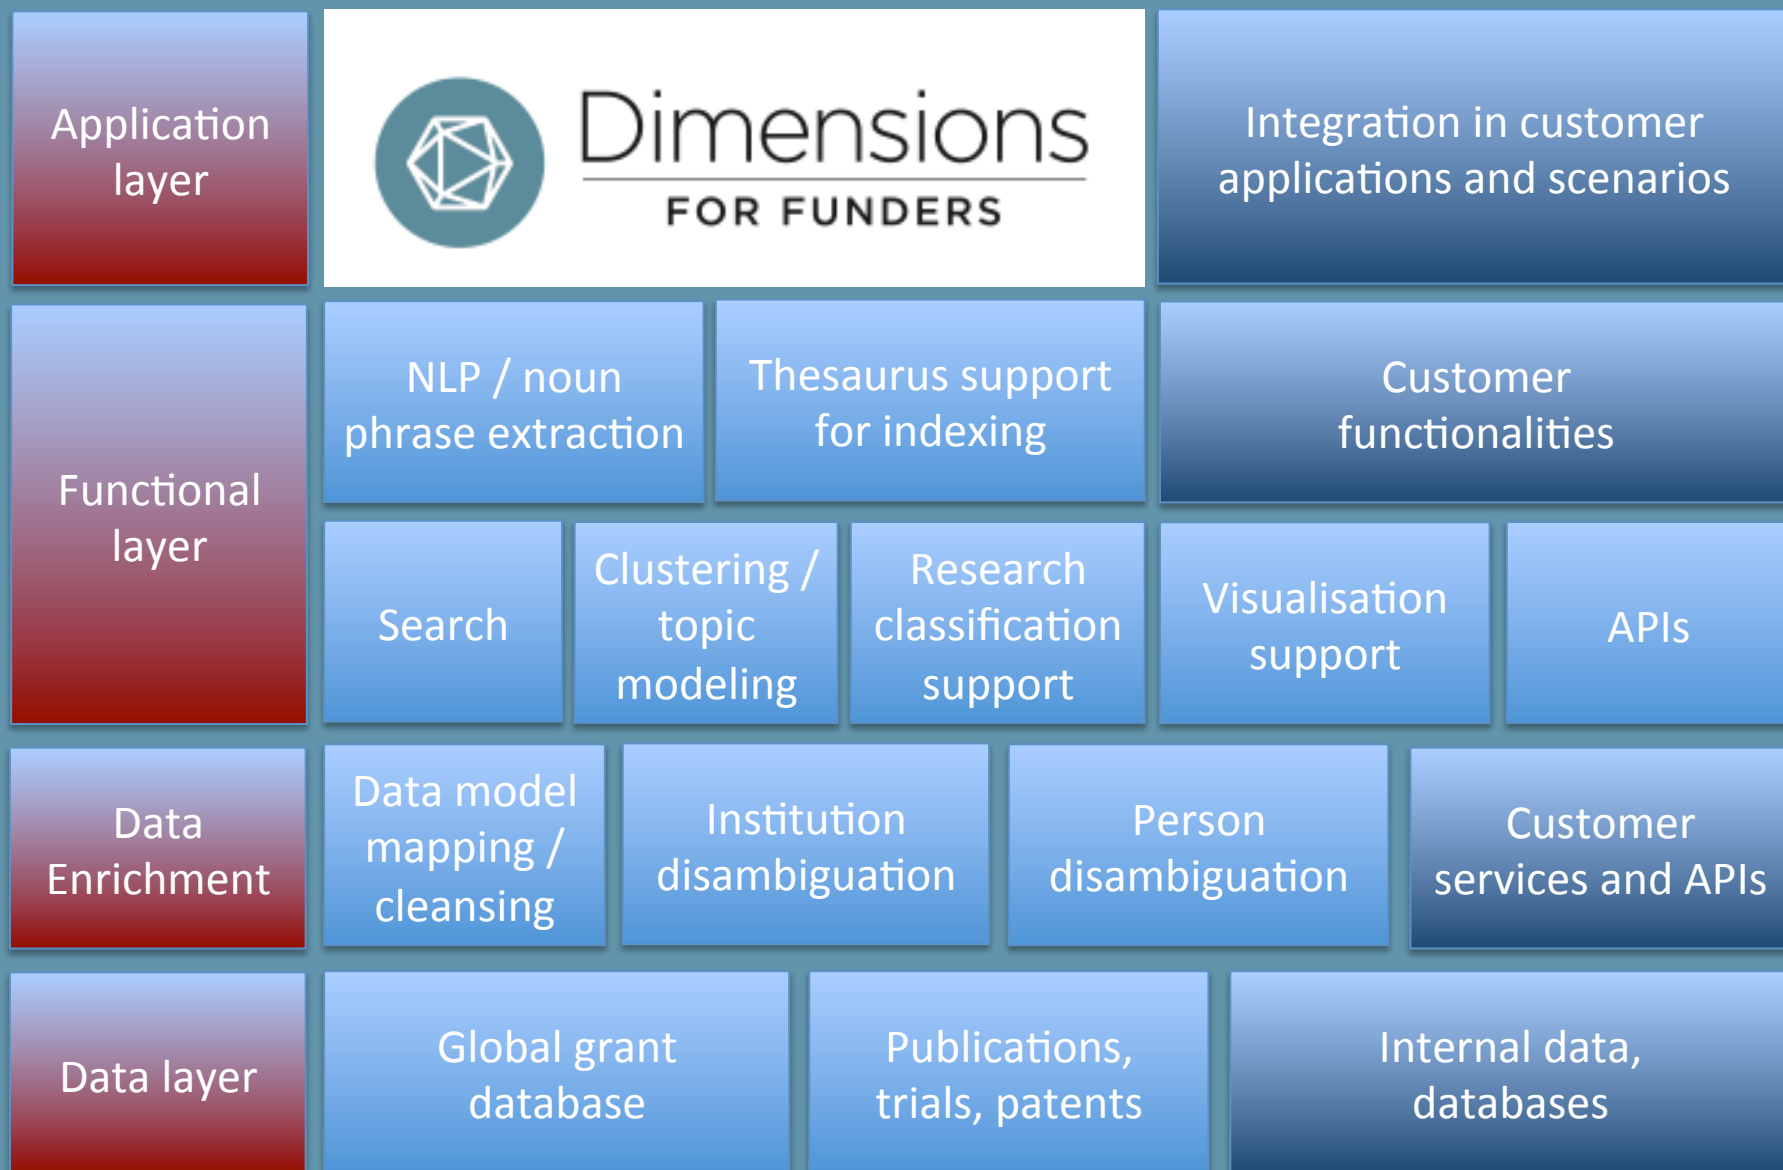 Application
layer
Dimensions
FOR FUNDERS
Integration in customer
applications and scenarios
Functional
layer
NLP / noun
phrase extraction
Thesaurus support
for indexing
Customer
functionalities
Search
Clustering /
topic
modeling
Research
classification
support
Visualisation
support
APIs
Data
Enrichment
Data model
mapping /
cleansing
Institution
disambiguation
Person
disambiguation
Customer
services and APIs
Data layer
Global grant
database
Publications,
trials, patents
Internal data,
databases